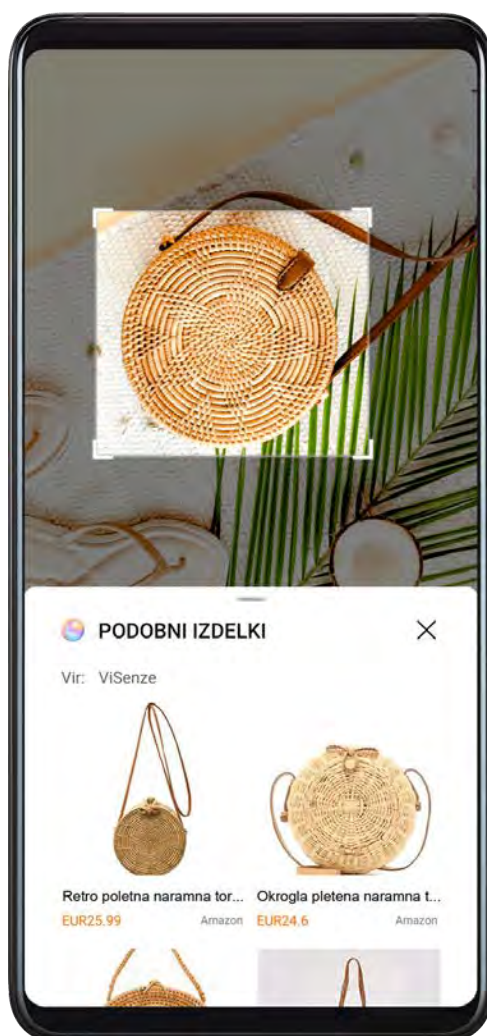 PODOBNI IZDELKI
Vir: ViSenze
Retro poletna naramna tor...
Okrogla pletena naramna t...
EUR25.99
Amazon
EUR24.6
Amazon